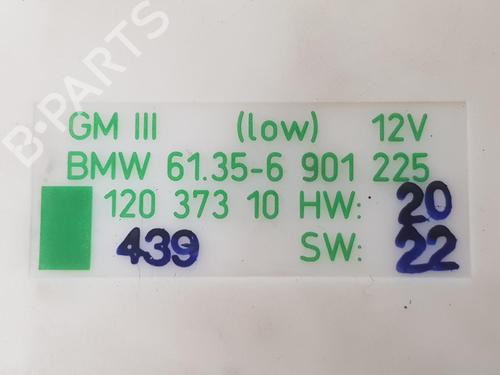 B-PARTS
GM III (low) 12V
BMW 61.35-6 901 225
120 373 10 HW: 20
439 SW: 22